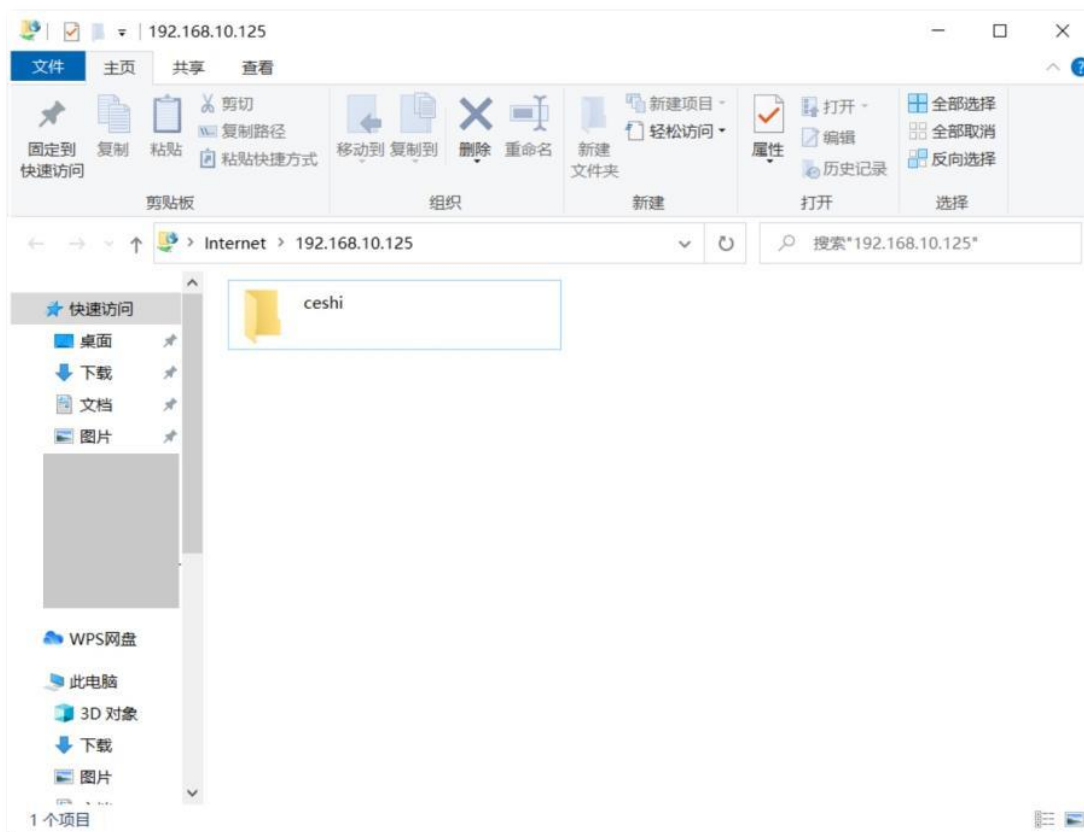 192.168.10.125
文件 主页 共享 查看
固定到快速访问
复制
粘贴
剪切
复制路径
粘贴快捷方式
剪贴板
移动到
复制到
删除
重命名
组织
新建文件夹
新建项目
轻松访问
新建
属性
打开
编辑
历史记录
打开
全部选择
全部取消
反向选择
选择
Internet > 192.168.10.125
搜索"192.168.10.125"
快速访问
桌面
下载
文档
图片
WPS网盘
此电脑
3D 对象
下载
图片
ceshi
1 个项目